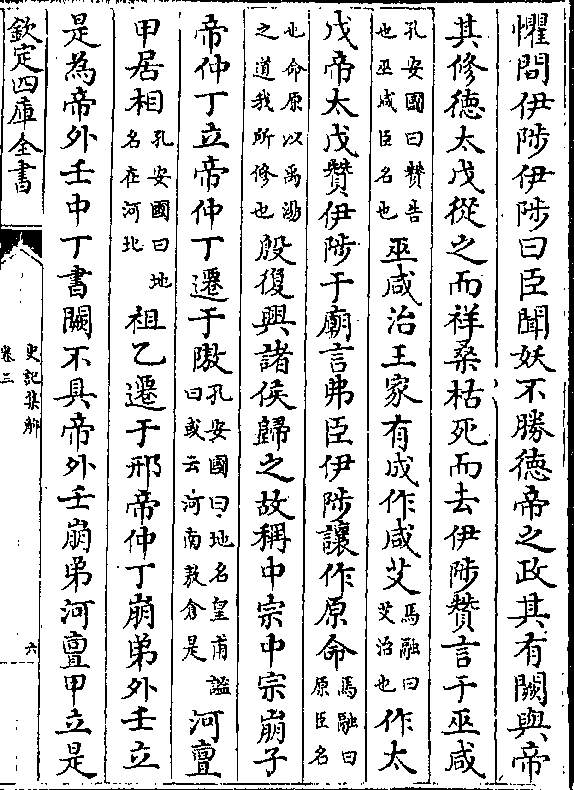 懼問伊陟伊陟曰臣聞妖不勝德帝之政其有闕與帝
其修德太戊從之而祥桑枯死而去伊陟贊言于巫咸
孔安國曰贊告
也巫咸臣名也
巫咸治王家有成作咸艾
馬融曰
艾治也
作太
戊帝太戊贊伊陟于廟言弗臣伊陟讓作原命
馬融曰
原臣名
也命原以禹湯
之道我所修也
殷復興諸侯歸之故稱中宗中宗崩子
帝仲丁立帝仲丁遷于隞
孔安國曰地名皇甫謐
曰或云河南敖倉是
河亶
甲居相
孔安國曰地
名在河北
祖乙遷于邢帝仲丁崩弟外壬立
是為帝外壬中丁書闕不具帝外壬崩弟河亶甲立是
欽定四庫全書
史記集解
卷三
六